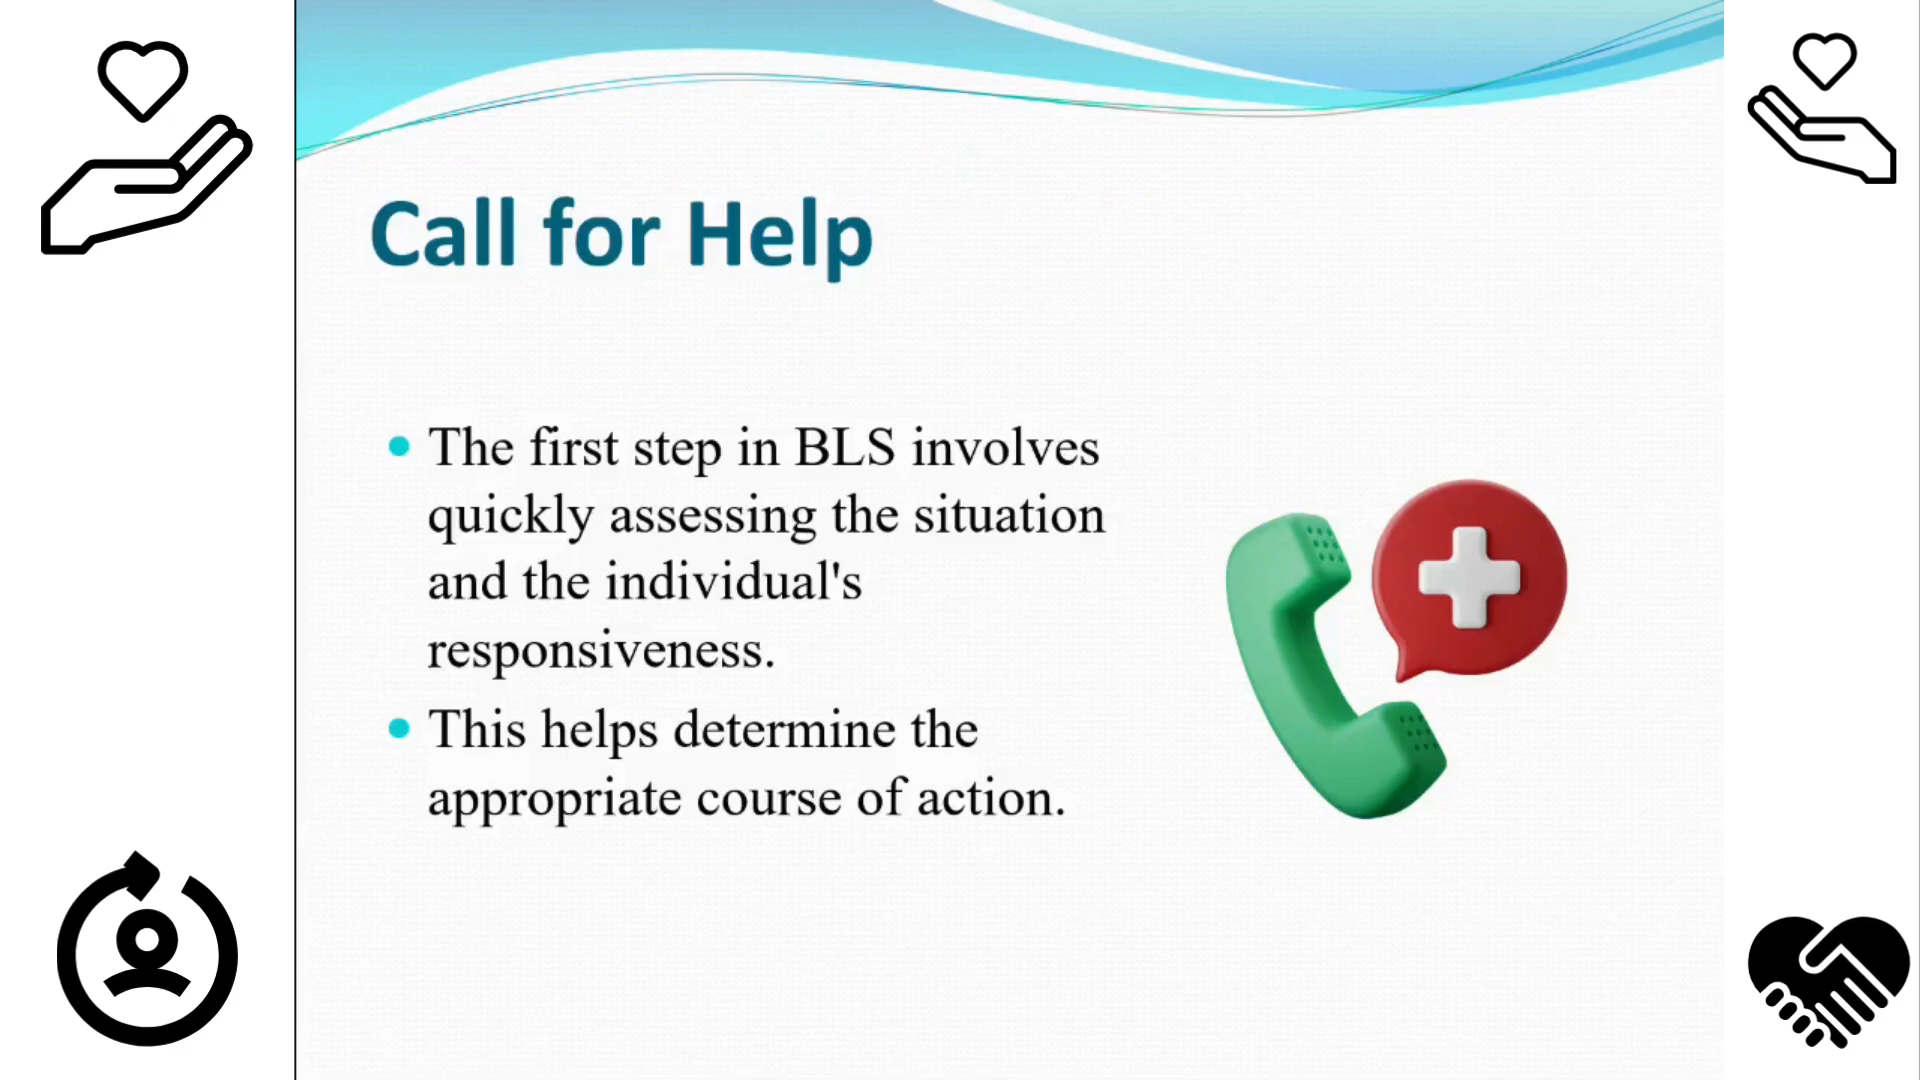 Call for Help
The first step in BLS involves
quickly assessing the situation
and the individual's
responsiveness.
This helps determine the
appropriate course of action.